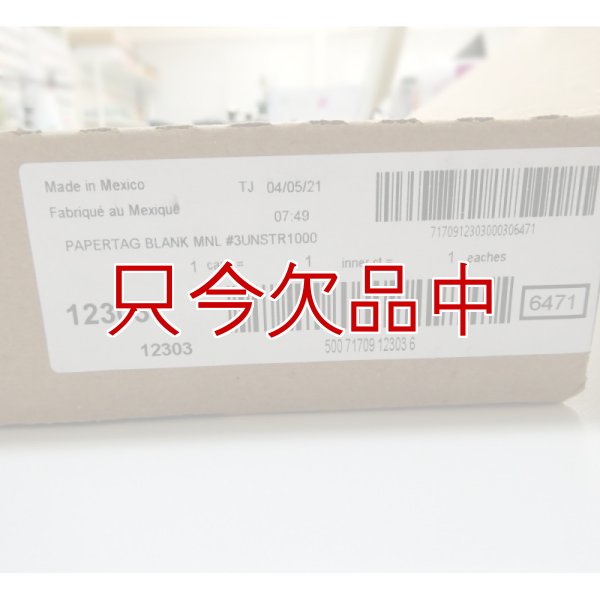 Made in Mexico TJ 04/05/21
Fabriqué au Mexique 07:49
7170912303000306471
PAPERTAG BLANK MNL #3UNSTR1000
1 = 1 inner ct = 1 eaches
只今欠品中
12303 6471
12303 500 71709 12303 6